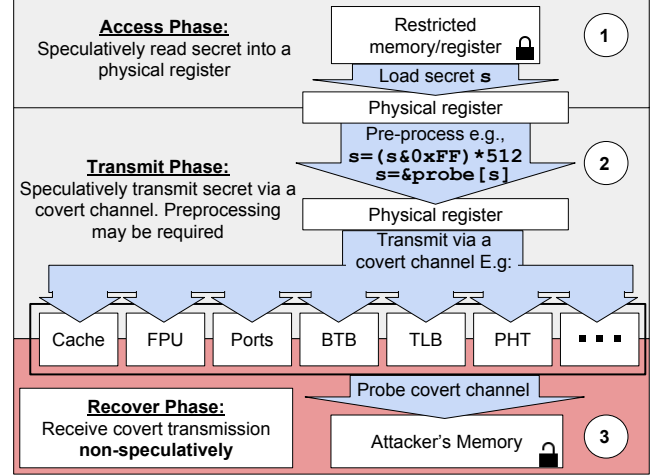 Access Phase:
Speculatively read secret into a
physical register
Restricted
memory/register
1
Load secret s
Physical register
Pre-process e.g.,
s=(s&0xFF)*512
s=&probe[s]
2
Transmit Phase:
Speculatively transmit secret via a
covert channel. Preprocessing
may be required
Physical register
Transmit via a
covert channel E.g:
Cache FPU Ports BTB TLB PHT ...
Probe covert channel
Recover Phase:
Receive covert transmission
non-speculatively
Attacker's Memory
3